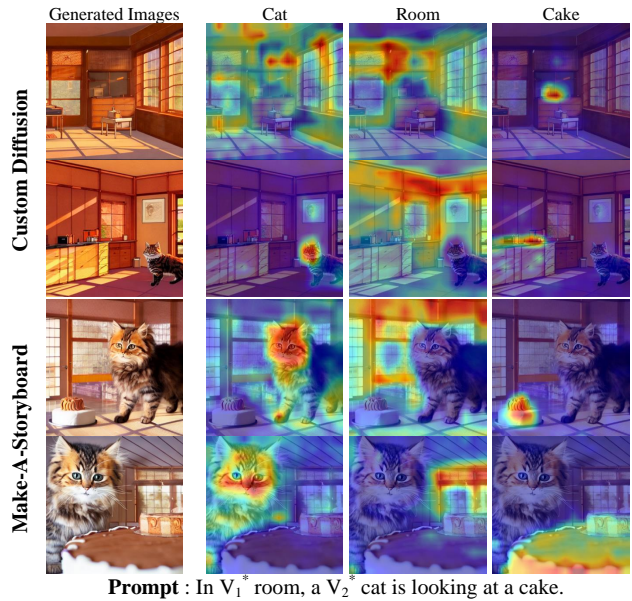 Generated Images Cat Room Cake
Custom Diffusion
Make-A-Storyboard
Prompt : In V₁* room, a V₂* cat is looking at a cake.